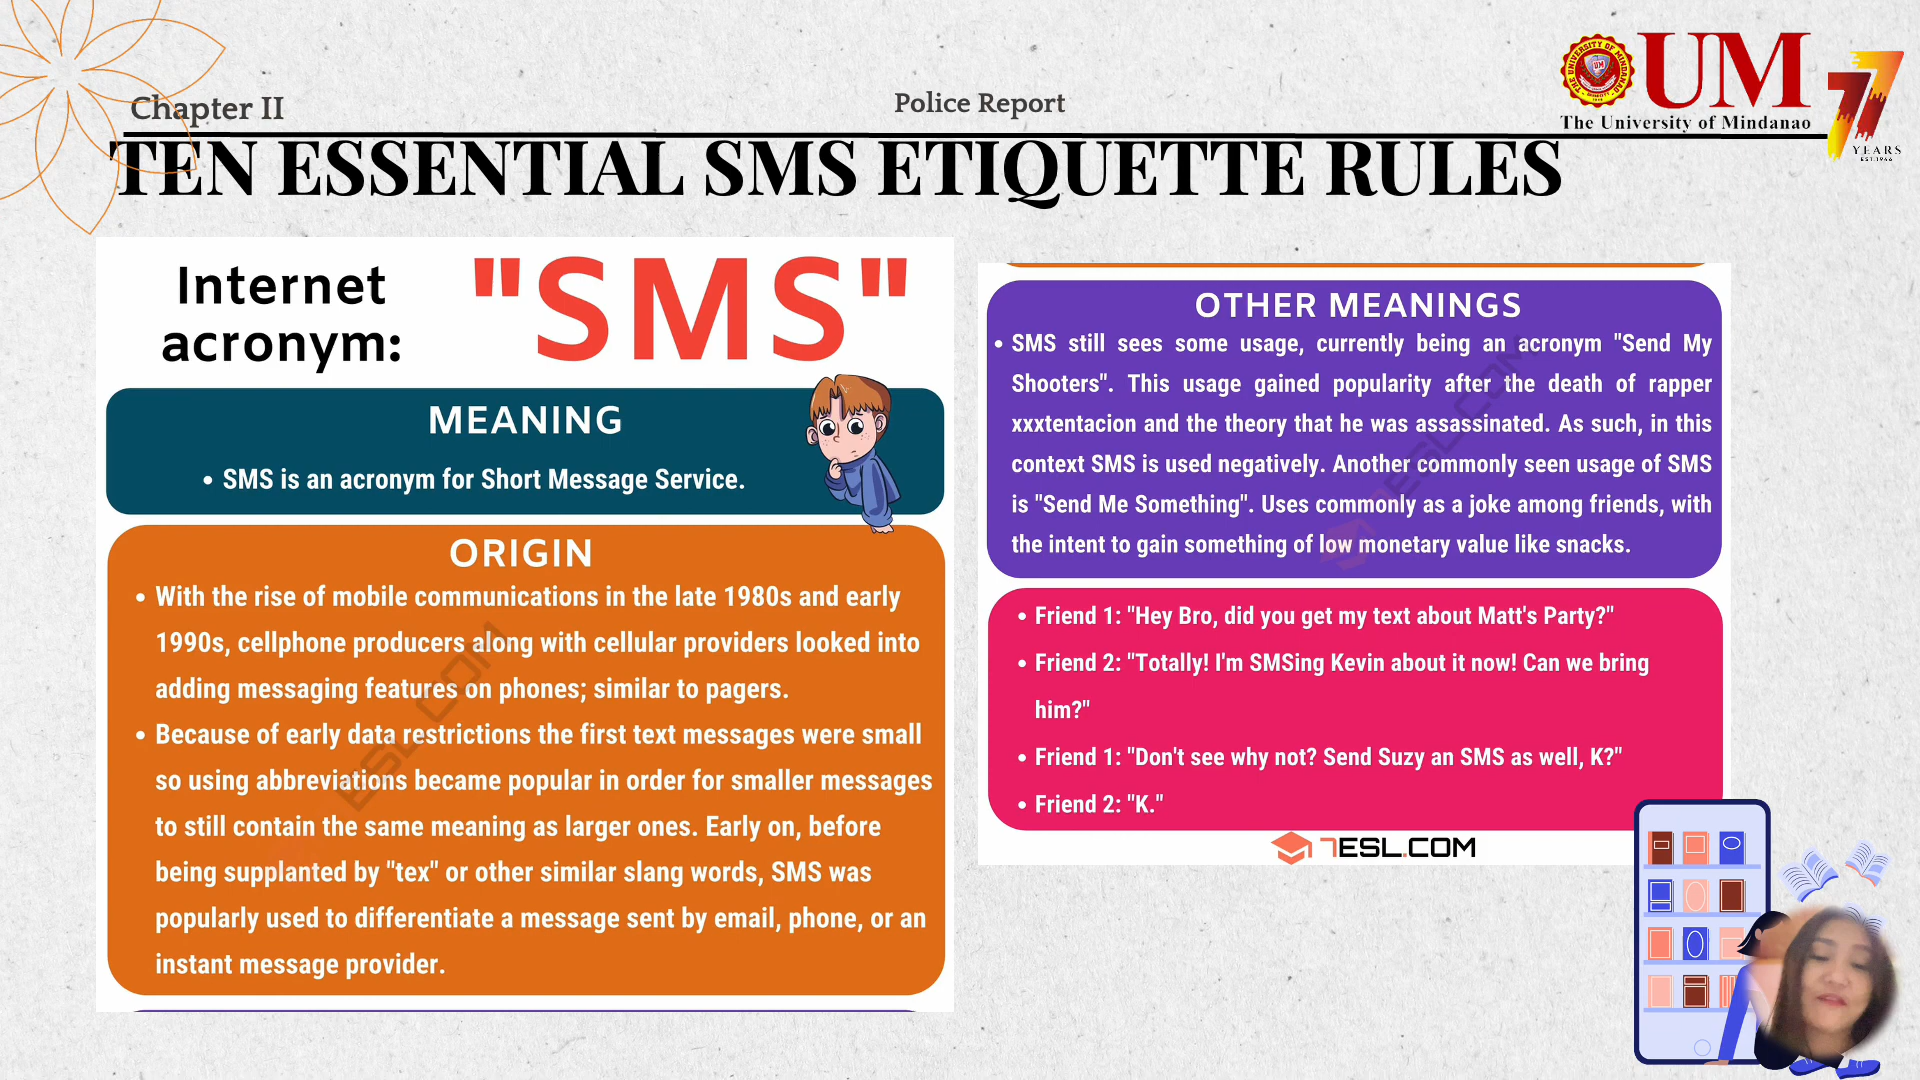 Chapter II
Police Report
THE UNIVERSITY OF MINDANAO
UM
The University of Mindanao
77
YEARS
EST.1946
TEN ESSENTIAL SMS ETIQUETTE RULES
Internet
acronym:
"SMS"
MEANING
• SMS is an acronym for Short Message Service.
ORIGIN
• With the rise of mobile communications in the late 1980s and early
1990s, cellphone producers along with cellular providers looked into
adding messaging features on phones; similar to pagers.
• Because of early data restrictions the first text messages were small
so using abbreviations became popular in order for smaller messages
to still contain the same meaning as larger ones. Early on, before
being supplanted by "tex" or other similar slang words, SMS was
popularly used to differentiate a message sent by email, phone, or an
instant message provider.
ESL.COM
OTHER MEANINGS
• SMS still sees some usage, currently being an acronym "Send My
Shooters". This usage gained popularity after the death of rapper
xxxtentacion and the theory that he was assassinated. As such, in this
context SMS is used negatively. Another commonly seen usage of SMS
is "Send Me Something". Uses commonly as a joke among friends, with
the intent to gain something of low monetary value like snacks.
ESL.COM
• Friend 1: "Hey Bro, did you get my text about Matt's Party?"
• Friend 2: "Totally! I'm SMSing Kevin about it now! Can we bring
him?"
• Friend 1: "Don't see why not? Send Suzy an SMS as well, K?"
• Friend 2: "K."
7ESL.COM